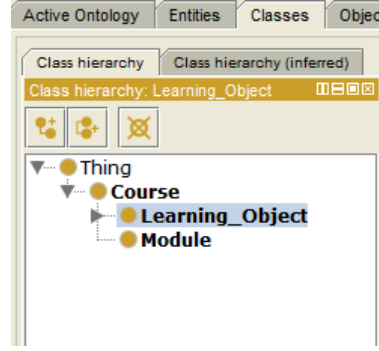 Active Ontology Entities Classes Objec
Class hierarchy Class hierarchy (inferred)
Class hierarchy: Learning_Object
Thing
Course
Learning_Object
Module